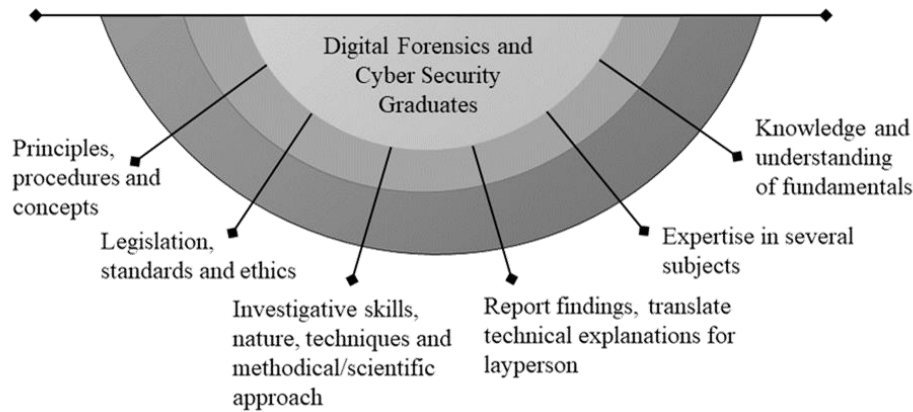 Digital Forensics and
Cyber Security
Graduates
Principles,
procedures and
concepts
Legislation,
standards and ethics
Investigative skills,
nature, techniques and
methodical/scientific
approach
Report findings, translate
technical explanations for
layperson
Expertise in several
subjects
Knowledge and
understanding
of fundamentals